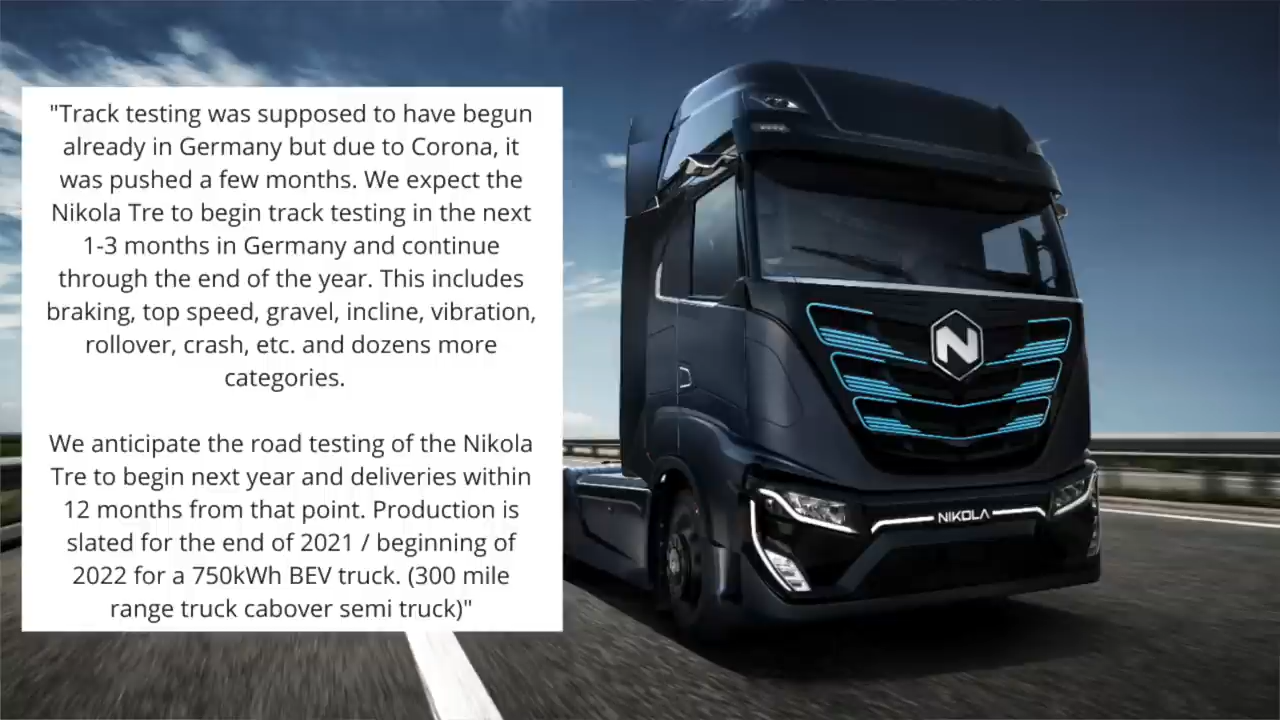 "Track testing was supposed to have begun
already in Germany but due to Corona, it
was pushed a few months. We expect the
Nikola Tre to begin track testing in the next
1-3 months in Germany and continue
through the end of the year. This includes
braking, top speed, gravel, incline, vibration,
rollover, crash, etc. and dozens more
categories.
We anticipate the road testing of the Nikola
Tre to begin next year and deliveries within
12 months from that point. Production is
slated for the end of 2021 / beginning of
2022 for a 750kWh BEV truck. (300 mile
range truck cabover semi truck)"
N
NIKOLA